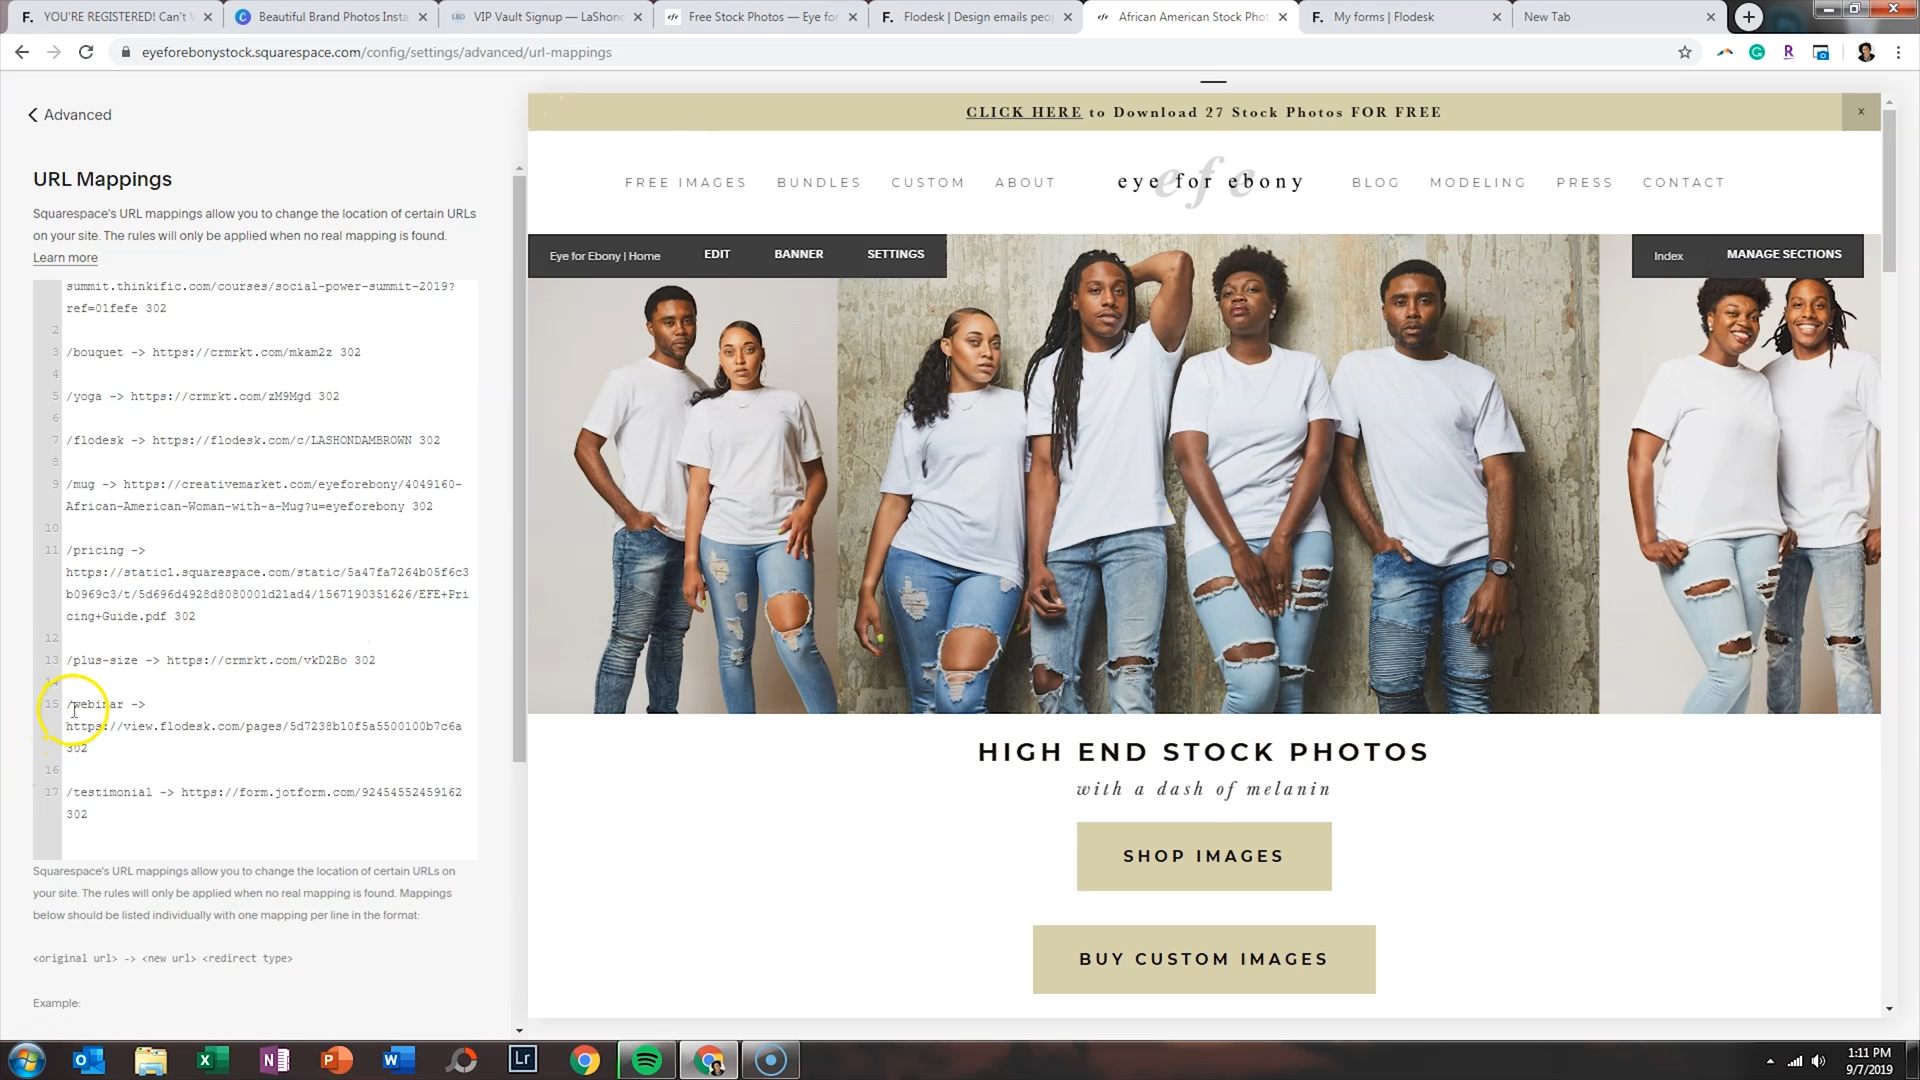 YOU'RE REGISTERED! Can't
Beautiful Brand Photos Insta
VIP Vault Signup — LaShond
Free Stock Photos — Eye for
Flodesk | Design emails peop
African American Stock Phot
My forms | Flodesk
New Tab
eyeforebonystock.squarespace.com/config/settings/advanced/url-mappings
Advanced
URL Mappings
Squarespace's URL mappings allow you to change the location of certain URLs
on your site. The rules will only be applied when no real mapping is found.
Learn more
summit.thinkific.com/courses/social-power-summit-2019?
ref=01fefe 302
2
3 /bouquet -> https://crmrkt.com/mkam2z 302
4
5 /yoga -> https://crmrkt.com/zM9Mgd 302
6
7 /flodesk -> https://flodesk.com/c/LASHONDAMBROWN 302
8
9 /mug -> https://creativemarket.com/eyeforebony/4049160-
African-American-Woman-with-a-Mug?u=eyeforebony 302
10
11 /pricing ->
https://static1.squarespace.com/static/5a47fa7264b05f6c3
b0969c3/t/5d696d4928d8080001d21ad4/1567190351626/EFE+Pri
cing+Guide.pdf 302
12
13 /plus-size -> https://crmrkt.com/vkD2Bo 302
14
15 /webinar ->
https://view.flodesk.com/pages/5d7238b10f5a5500100b7c6a
302
16
17 /testimonial -> https://form.jotform.com/92454552459162
302
Squarespace's URL mappings allow you to change the location of certain URLs on
your site. The rules will only be applied when no real mapping is found. Mappings
below should be listed individually with one mapping per line in the format:
<original url> -> <new url> <redirect type>
Example:
CLICK HERE to Download 27 Stock Photos FOR FREE
x
FREE IMAGES BUNDLES CUSTOM ABOUT
efe
eye for ebony
BLOG MODELING PRESS CONTACT
Eye for Ebony | Home EDIT BANNER SETTINGS
Index MANAGE SECTIONS
HIGH END STOCK PHOTOS
with a dash of melanin
SHOP IMAGES
BUY CUSTOM IMAGES
Lr
1:11 PM
9/7/2019